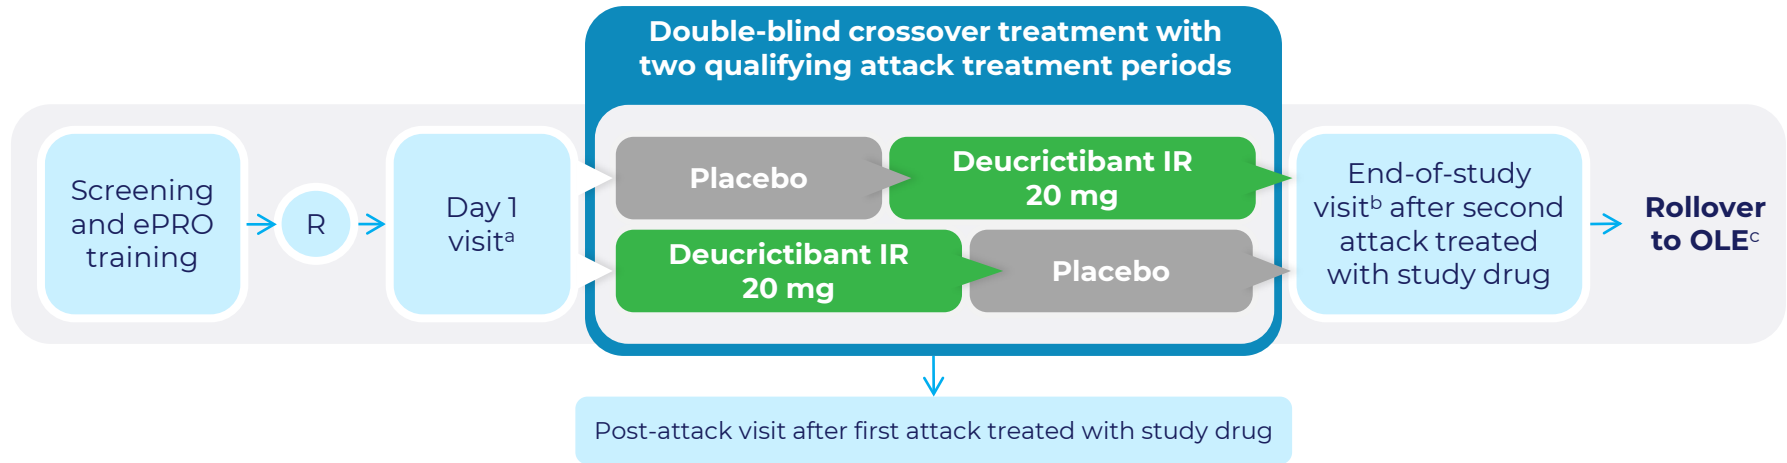 Double-blind crossover treatment with
two qualifying attack treatment periods
Screening
and ePRO
training
R
Day 1
visitᵃ
Placebo
Deucrictibant IR
20 mg
Deucrictibant IR
20 mg
Placebo
End-of-study
visitᵇ after second
attack treated
with study drug
Rollover
to OLEᶜ
Post-attack visit after first attack treated with study drug